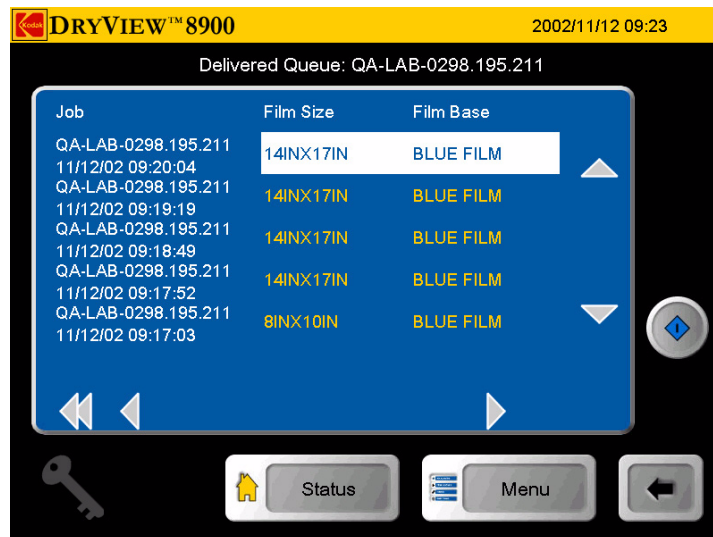 Kodak DRYVIEW™ 8900 2002/11/12 09:23
Delivered Queue: QA-LAB-0298.195.211
Job Film Size Film Base
QA-LAB-0298.195.211
11/12/02 09:20:04 14INX17IN BLUE FILM
QA-LAB-0298.195.211
11/12/02 09:19:19 14INX17IN BLUE FILM
QA-LAB-0298.195.211
11/12/02 09:18:49 14INX17IN BLUE FILM
QA-LAB-0298.195.211
11/12/02 09:17:52 14INX17IN BLUE FILM
QA-LAB-0298.195.211
11/12/02 09:17:03 8INX10IN BLUE FILM
Status Menu